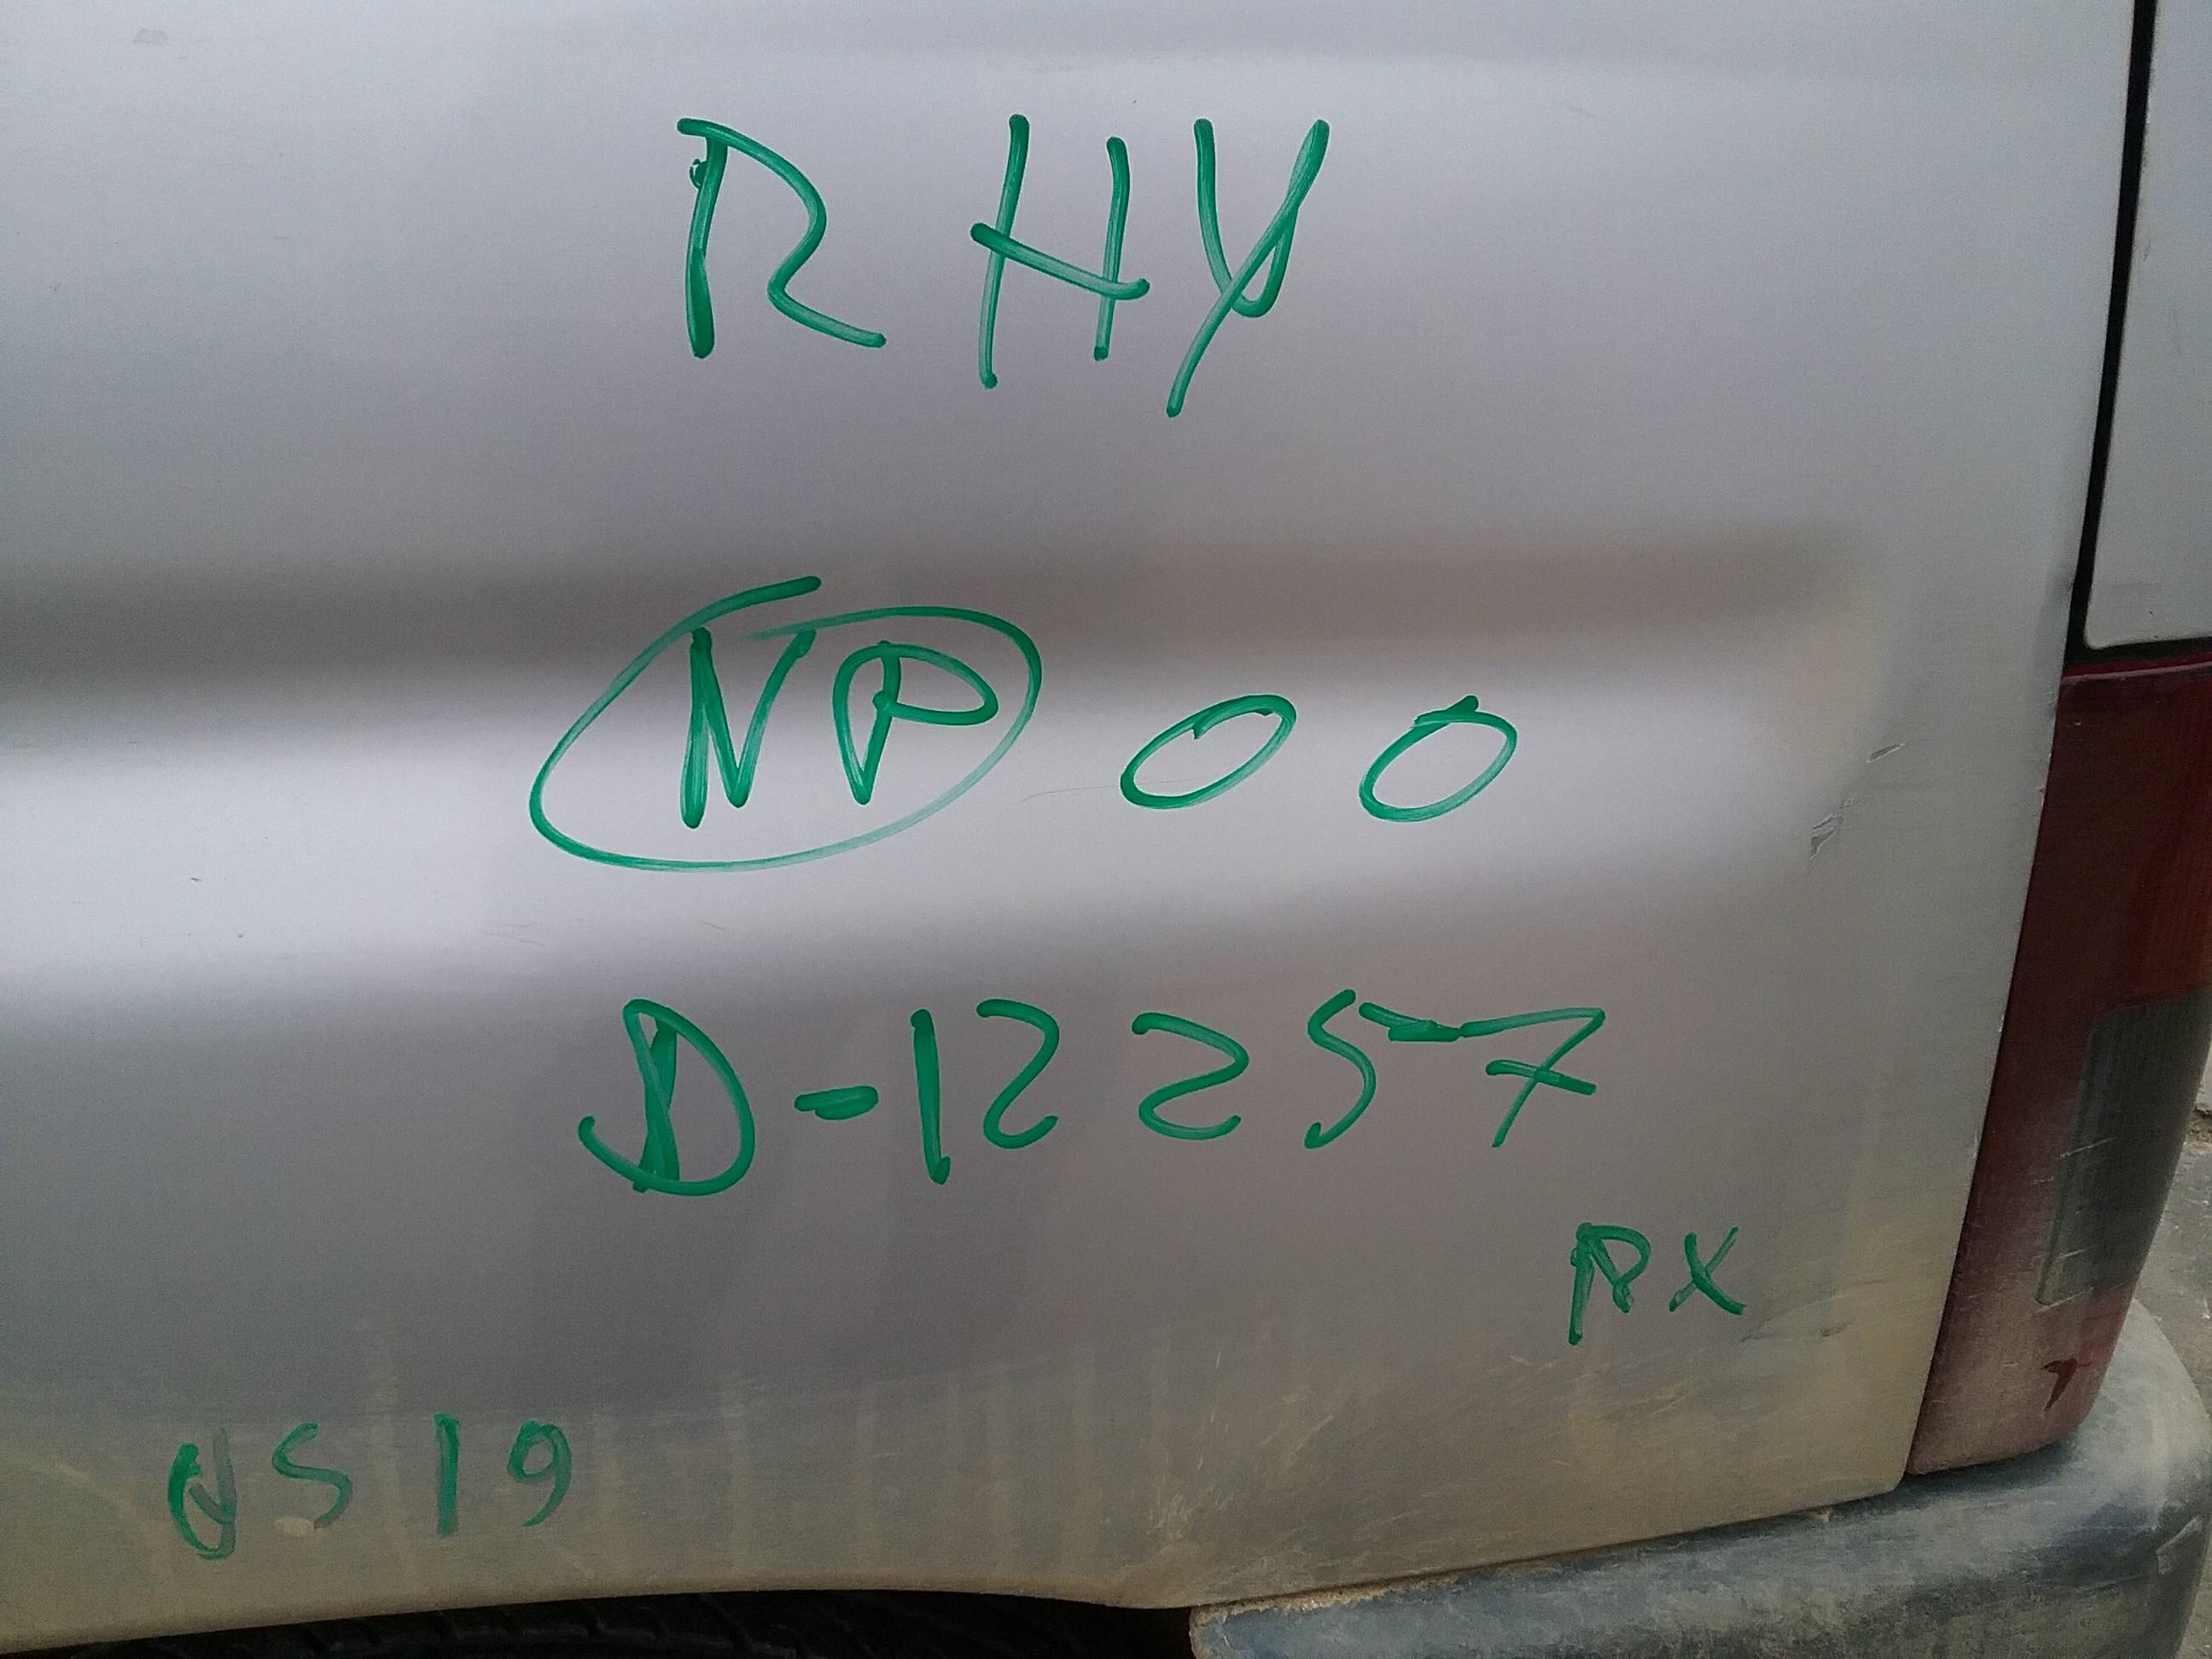 RHY
NP 00
D-12257
RX
0519